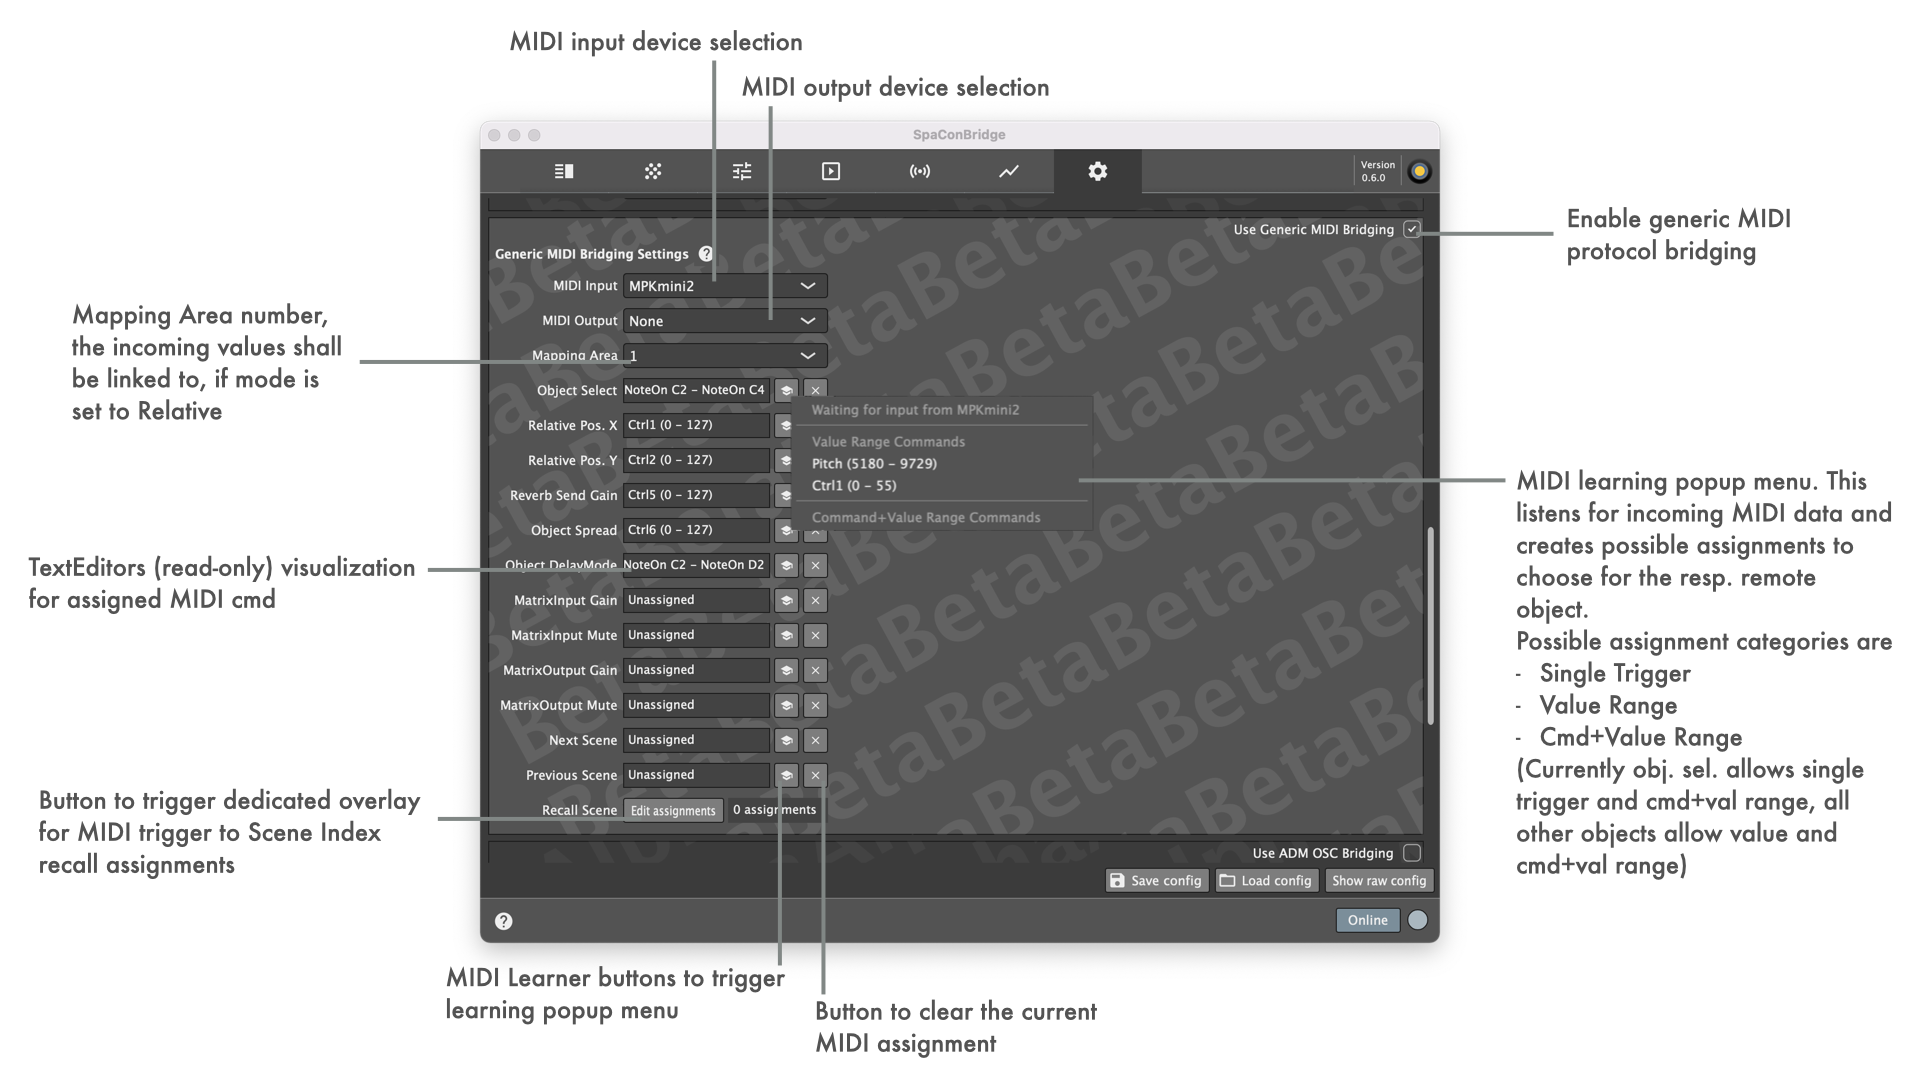 MIDI input device selection
MIDI output device selection
SpaConBridge
Version
0.6.0
Use Generic MIDI Bridging
Enable generic MIDI
protocol bridging
Generic MIDI Bridging Settings
MIDI Input MPKmini2
MIDI Output None
Mapping Area 1
Mapping Area number,
the incoming values shall
be linked to, if mode is
set to Relative
Object Select NoteOn C2 - NoteOn C4
Relative Pos. X Ctrl1 (0 - 127)
Relative Pos. Y Ctrl2 (0 - 127)
Reverb Send Gain Ctrl5 (0 - 127)
Object Spread Ctrl6 (0 - 127)
Object DelayMode NoteOn C2 - NoteOn D2
MatrixInput Gain Unassigned
MatrixInput Mute Unassigned
MatrixOutput Gain Unassigned
MatrixOutput Mute Unassigned
Next Scene Unassigned
Previous Scene Unassigned
Recall Scene Edit assignments 0 assignments
Waiting for input from MPKmini2
Value Range Commands
Pitch (5180 - 9729)
Ctrl1 (0 - 55)
Command+Value Range Commands
MIDI learning popup menu. This
listens for incoming MIDI data and
creates possible assignments to
choose for the resp. remote
object.
Possible assignment categories are
- Single Trigger
- Value Range
- Cmd+Value Range
(Currently obj. sel. allows single
trigger and cmd+val range, all
other objects allow value and
cmd+val range)
TextEditors (read-only) visualization
for assigned MIDI cmd
Button to trigger dedicated overlay
for MIDI trigger to Scene Index
recall assignments
Use ADM OSC Bridging
Save config Load config Show raw config
Online
MIDI Learner buttons to trigger
learning popup menu
Button to clear the current
MIDI assignment